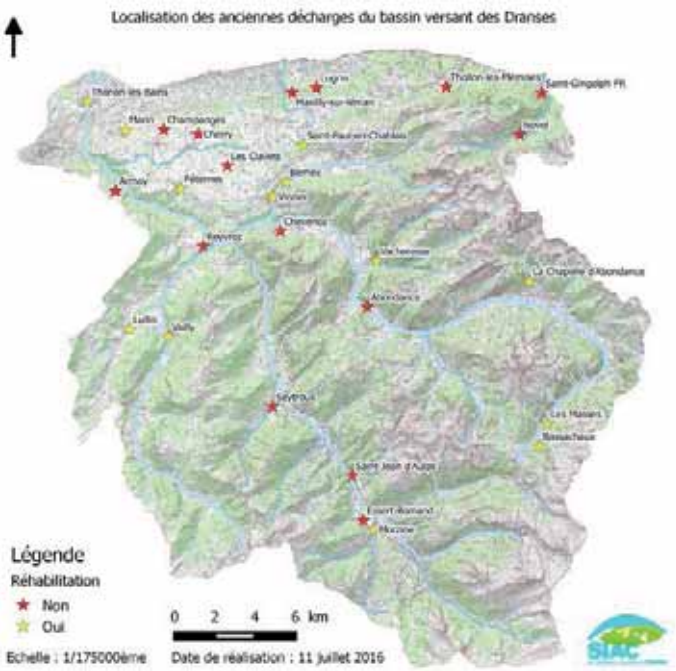 Localisation des anciennes décharges du bassin versant des Dranses
Lugrin
Thollon-les-Mémises
Saint-Gingolph FR
Thonon-les-Bains
Maxilly-sur-Léman
Marin
Champanges
Novel
Saint-Paul-en-Chablais
Les Clavets
Bernex
Armoy
Féternes
Vinzier
Chevenoz
Reyvroz
Vacheresse
La Chapelle d'Abondance
Abondance
Lullin
Vailly
Seytroux
Les Masses
Bassachaux
Saint Jean d'Aulps
Essert-Romand
Morzine
Légende
Réhabilitation
Non
Oui
0 2 4 6 km
Echelle : 1/175000ème Date de réalisation : 11 juillet 2016
SIAC